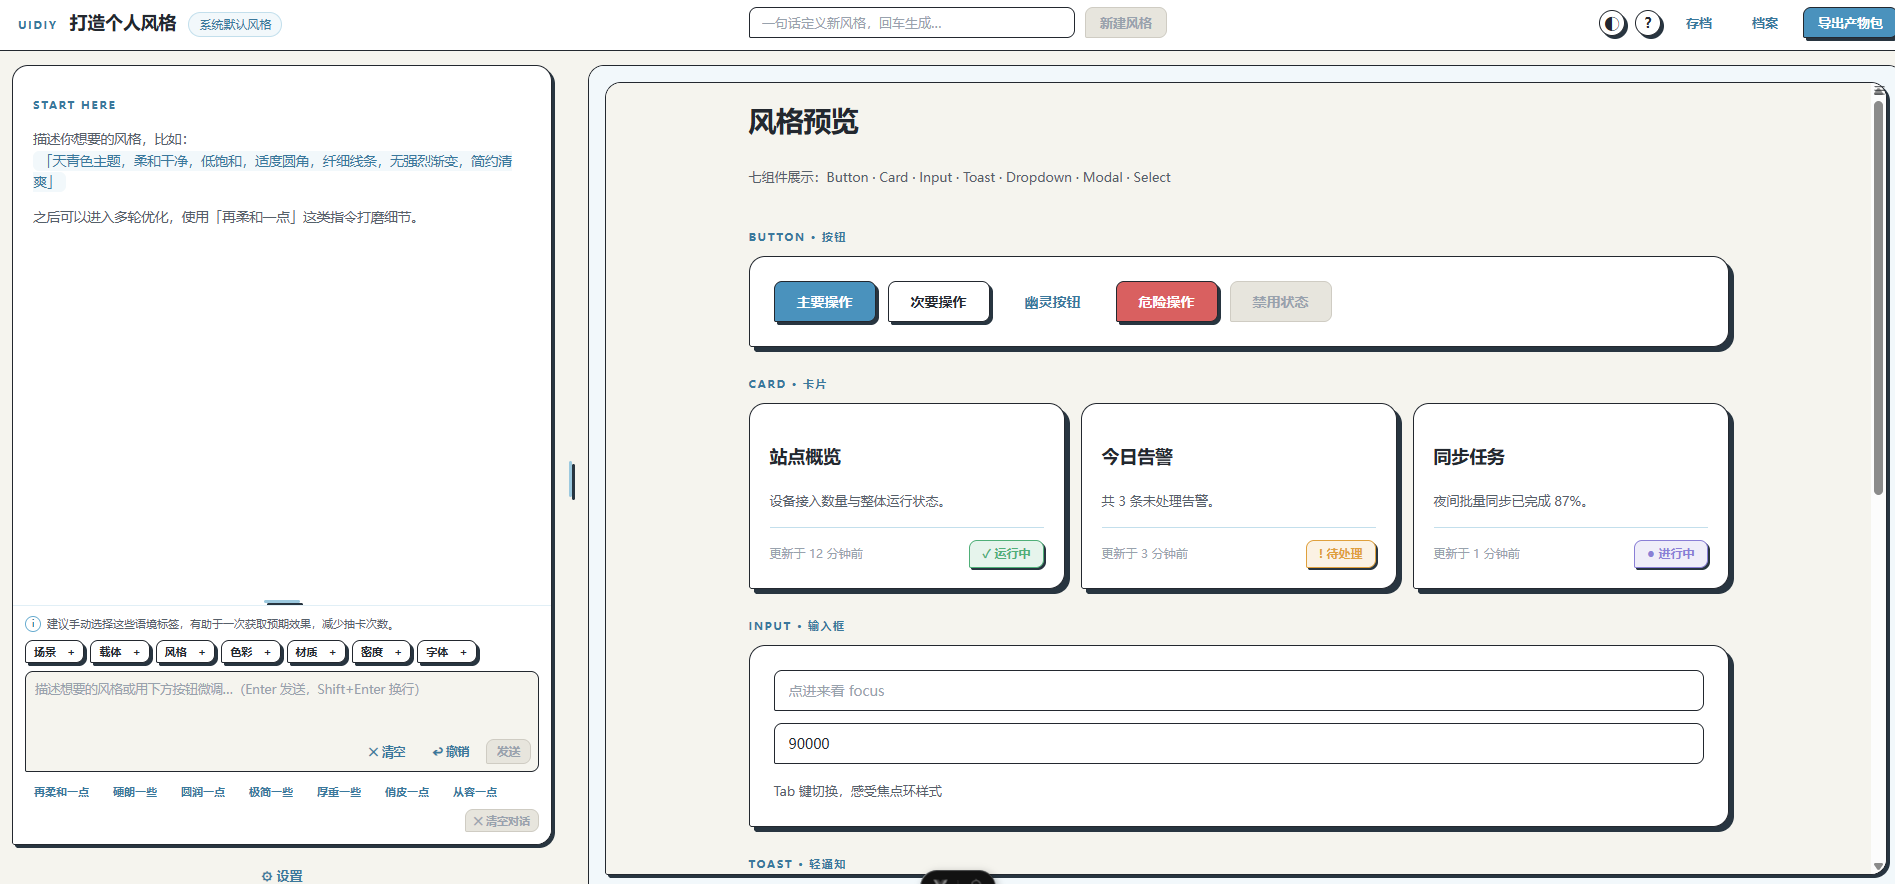 UIDIY 打造个人风格 系统默认风格
一句话定义新风格，回车生成... 新建风格
? 存档 档案 导出产物包
START HERE
描述你想要的风格，比如：
「天青色主题，柔和干净，低饱和，适度圆角，纤细线条，无强烈渐变，简约清
爽」
之后可以进入多轮优化，使用「再柔和一点」这类指令打磨细节。
i 建议手动选择这些语境标签，有助于一次获取预期效果，减少抽卡次数。
场景 + 载体 + 风格 + 色彩 + 材质 + 密度 + 字体 +
描述想要的风格或用下方按钮微调...（Enter 发送，Shift+Enter 换行）
× 清空 ↩ 撤销 发送
再柔和一点 硬朗一些 圆润一点 极简一些 厚重一些 俏皮一点 从容一点
× 清空对话
⚙ 设置
风格预览
七组件展示：Button · Card · Input · Toast · Dropdown · Modal · Select
BUTTON • 按钮
主要操作 次要操作 幽灵按钮 危险操作 禁用状态
CARD • 卡片
站点概览
设备接入数量与整体运行状态。
更新于 12 分钟前 ✓ 运行中
今日告警
共 3 条未处理告警。
更新于 3 分钟前 ! 待处理
同步任务
夜间批量同步已完成 87%。
更新于 1 分钟前 ● 进行中
INPUT • 输入框
点进来看 focus
90000
Tab 键切换，感受焦点环样式
TOAST • 轻通知